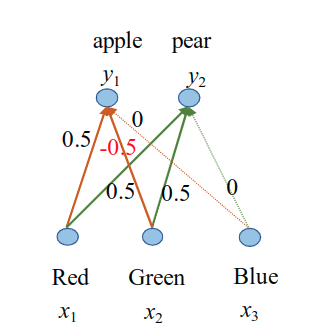 apple pear
y1 y2
0
0.5 -0.5
0.5 0.5 0
Red Green Blue
x1 x2 x3